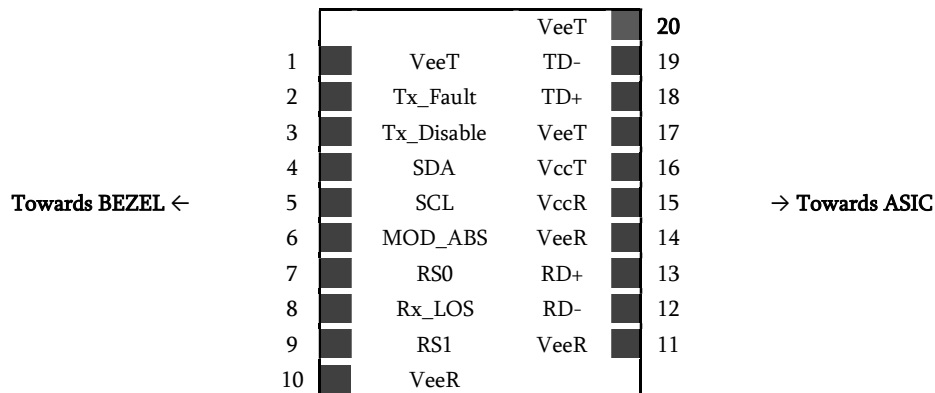 VeeT 20
1 VeeT TD- 19
2 Tx_Fault TD+ 18
3 Tx_Disable VeeT 17
4 SDA VccT 16
Towards BEZEL ← 5 SCL VccR 15 → Towards ASIC
6 MOD_ABS VeeR 14
7 RS0 RD+ 13
8 Rx_LOS RD- 12
9 RS1 VeeR 11
10 VeeR